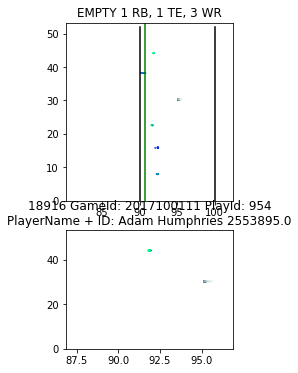 EMPTY 1 RB, 1 TE, 3 WR
50
40
30
20
10
0
85 90 95 100
18916 GameId: 2017100111 PlayId: 954
PlayerName + ID: Adam Humphries 2553895.0
40
20
0
87.5 90.0 92.5 95.0